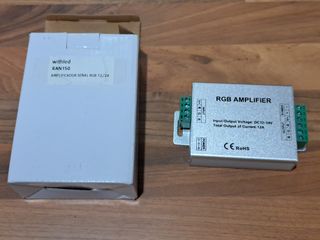 withled
EAN150
AMPLIFICADOR SEÑAL RGB 12/24
RGB AMPLIFIER
Input/Output Voltage: DC12-24V
Total Output of Current: 12A
CE RoHS